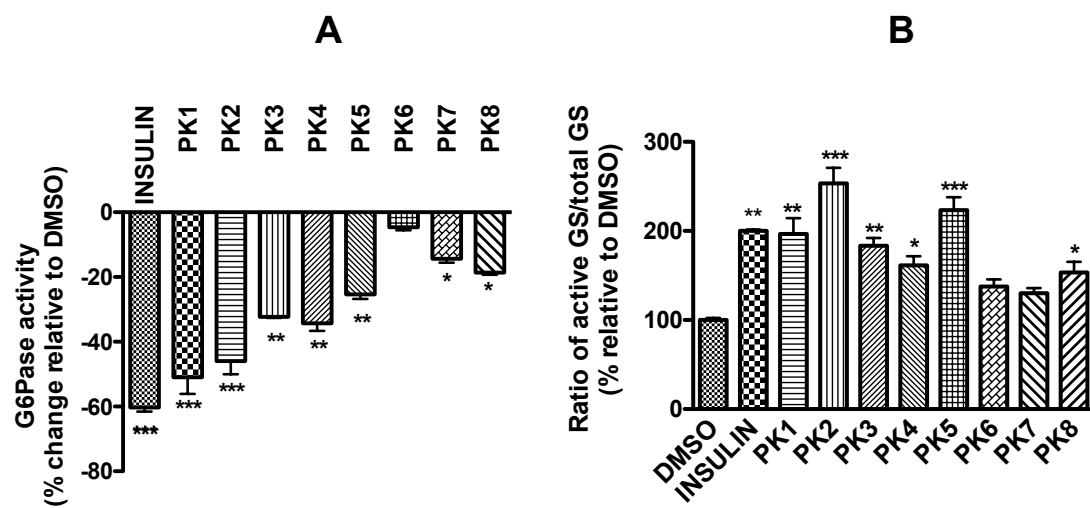 A
B
INSULIN
PK1
PK2
PK3
PK4
PK5
PK6
PK7
PK8
G6Pase activity
(% change relative to DMSO)
0
-20
-40
-60
-80
***
***
***
**
**
**
*
*
Ratio of active GS/total GS
(% relative to DMSO)
300
200
100
0
**
**
***
**
*
***
*
DMSO
INSULIN
PK1
PK2
PK3
PK4
PK5
PK6
PK7
PK8